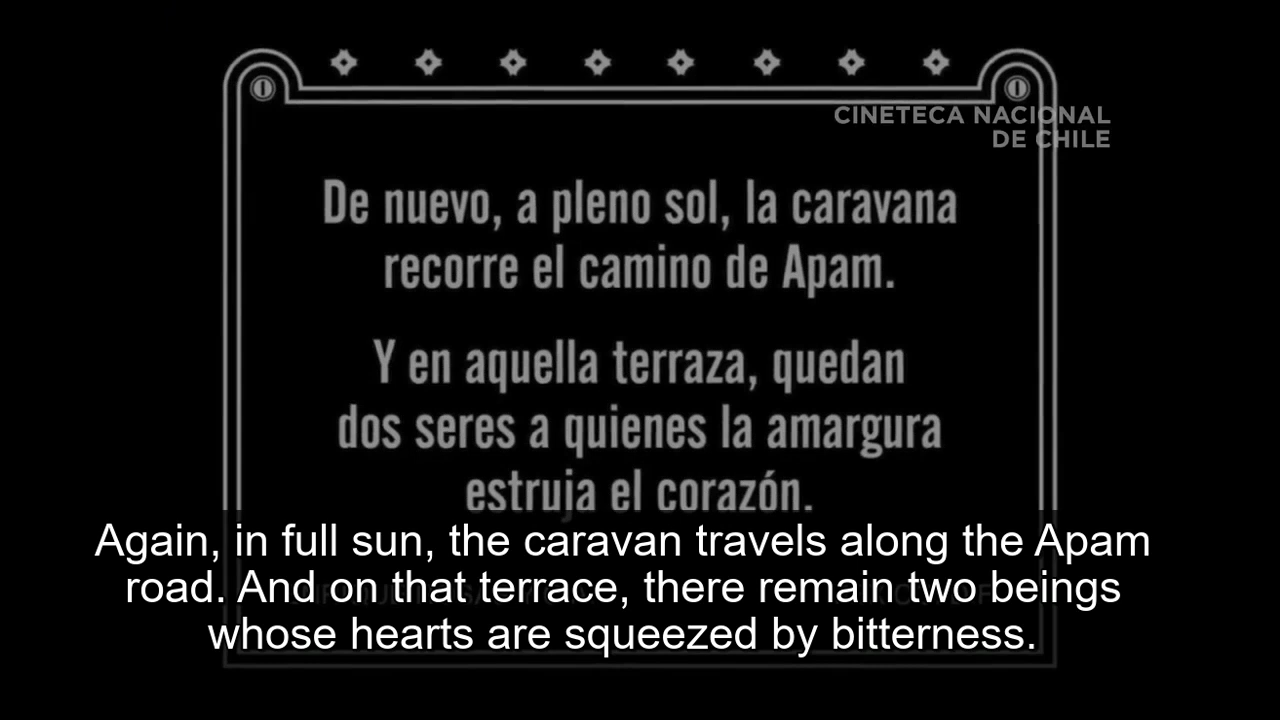 CINETECA NACIONAL
DE CHILE
De nuevo, a pleno sol, la caravana
recorre el camino de Apam.
Y en aquella terraza, quedan
dos seres a quienes la amargura
estruja el corazón.
Again, in full sun, the caravan travels along the Apam
road. And on that terrace, there remain two beings
whose hearts are squeezed by bitterness.